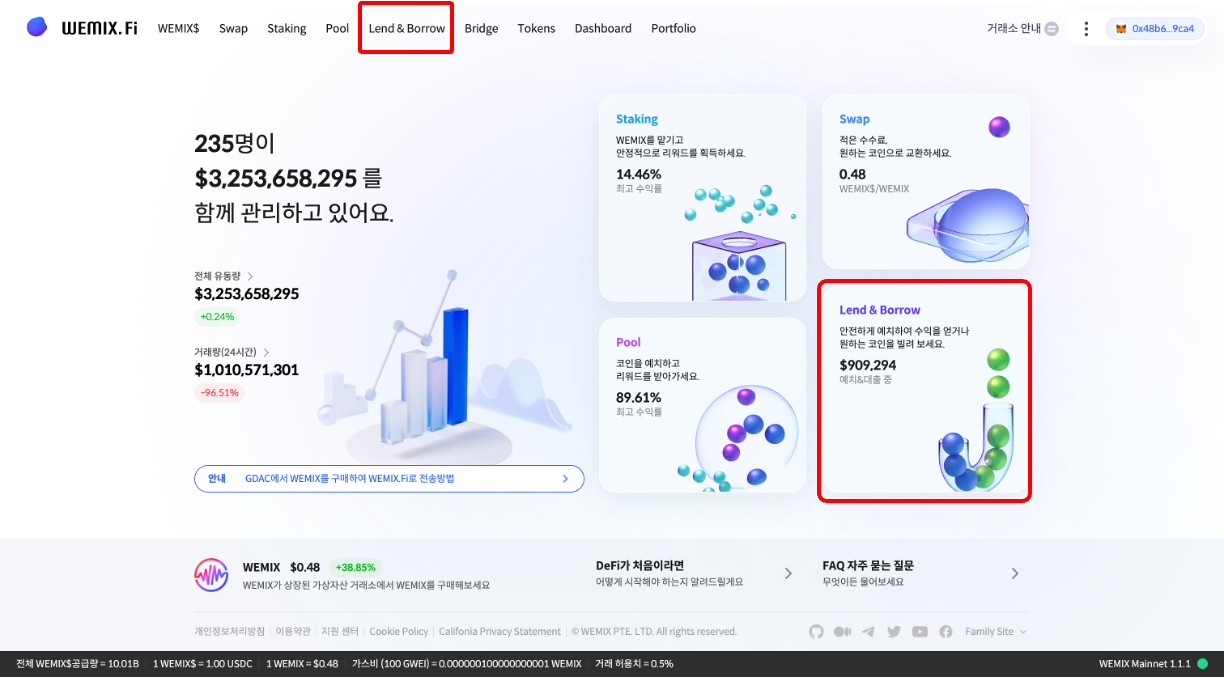 WEMIX.Fi
WEMIX$ Swap Staking Pool Lend & Borrow Bridge Tokens Dashboard Portfolio
거래소 안내
0x48b6...9ca4
235명이
$3,253,658,295 를
함께 관리하고 있어요.
전체 유동량
$3,253,658,295
+0.24%
거래량(24시간)
$1,010,571,301
-96.51%
안내 GDAC에서 WEMIX를 구매하여 WEMIX.Fi로 전송방법
Staking
WEMIX를 맡기고
안정적으로 리워드를 획득하세요.
14.46%
최고 수익률
Swap
적은 수수료,
원하는 코인으로 교환하세요.
0.48
WEMIX$/WEMIX
Pool
코인을 예치하고
리워드를 받아가세요.
89.61%
최고 수익률
Lend & Borrow
안전하게 예치하여 수익을 얻거나
원하는 코인을 빌려 보세요.
$909,294
예치&대출 중
WEMIX $0.48 +38.85%
WEMIX가 상장된 가상자산 거래소에서 WEMIX를 구매해보세요
DeFi가 처음이라면
어떻게 시작해야 하는지 알려드릴게요
FAQ 자주 묻는 질문
무엇이든 물어보세요
개인정보처리방침 이용약관 지원 센터 Cookie Policy Califonia Privacy Statement © WEMIX PTE. LTD. All rights reserved.
Family Site
전체 WEMIX$공급량 = 10.01B 1 WEMIX$ = 1.00 USDC 1 WEMIX = $0.48 가스비 (100 GWEI) = 0.000000100000000001 WEMIX 거래 허용치 = 0.5%
WEMIX Mainnet 1.1.1